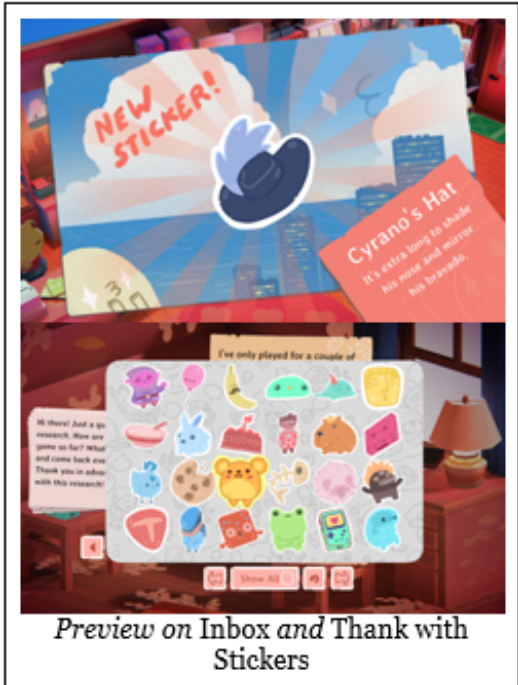 NEW
STICKER!
Cyrano's Hat
It's extra long to shade
his nose and mirror
his bravado.
I've only played for a couple of
Hi there! Just a
research. How are
game so far? What
and come back
Thank you in advan
with this research!
Show All
Preview on Inbox and Thank with
Stickers